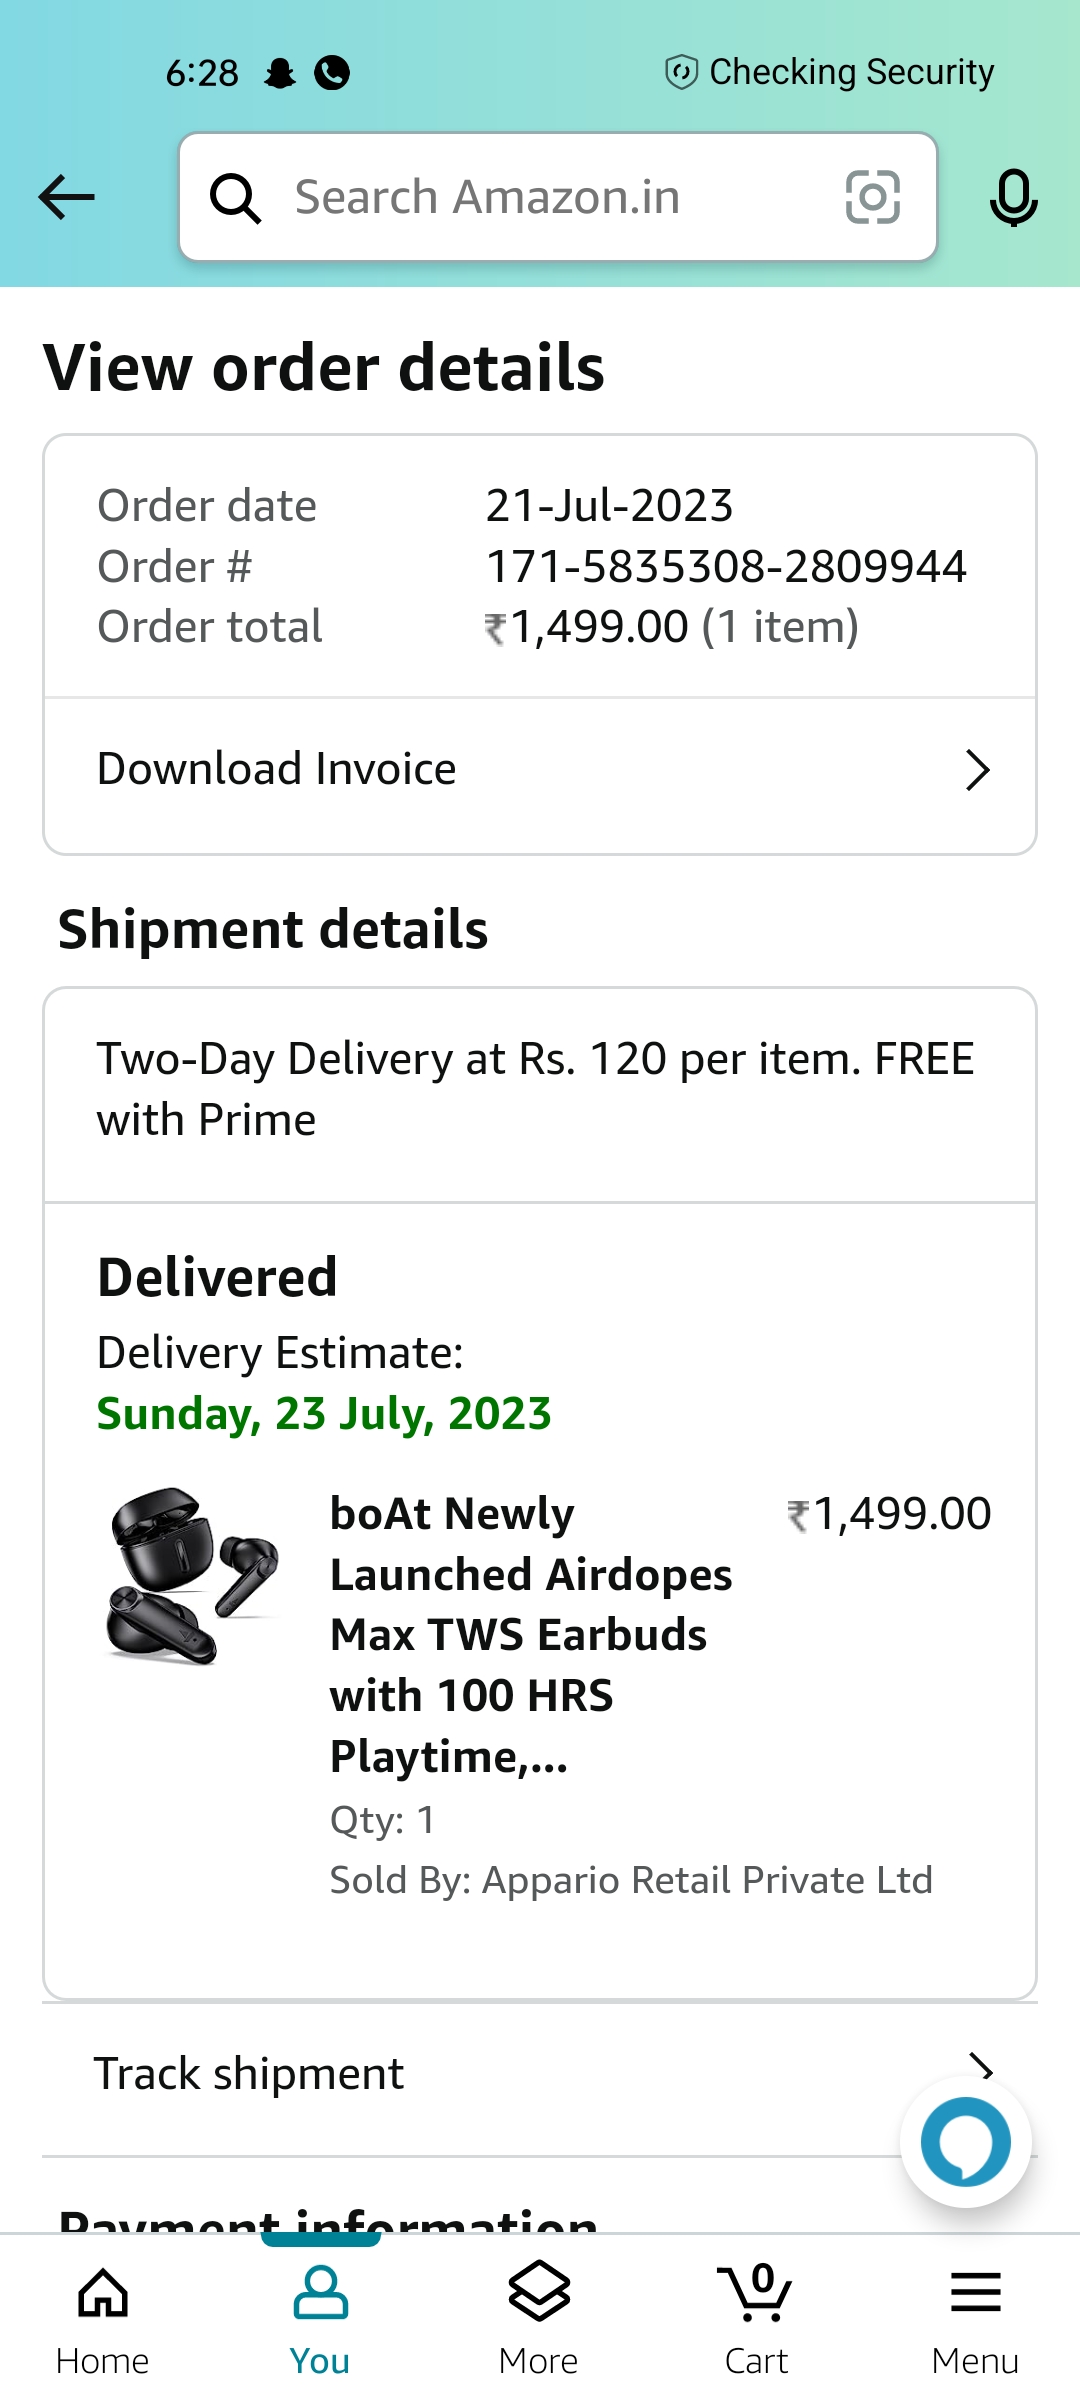 6:28 Checking Security
Search Amazon.in
View order details
Order date 21-Jul-2023
Order # 171-5835308-2809944
Order total ₹1,499.00 (1 item)
Download Invoice
Shipment details
Two-Day Delivery at Rs. 120 per item. FREE
with Prime
Delivered
Delivery Estimate:
Sunday, 23 July, 2023
boAt Newly ₹1,499.00
Launched Airdopes
Max TWS Earbuds
with 100 HRS
Playtime,...
Qty: 1
Sold By: Appario Retail Private Ltd
Track shipment
Payment information
0
Home You More Cart Menu